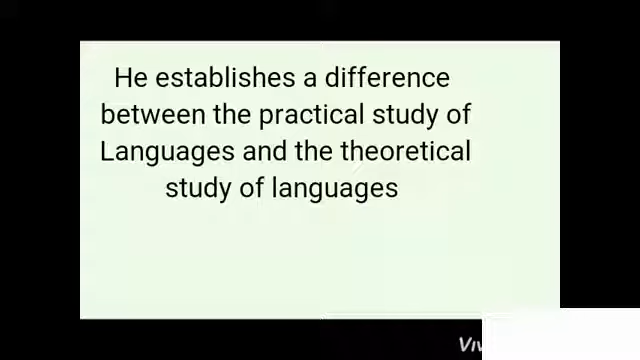 He establishes a difference
between the practical study of
Languages and the theoretical
study of languages